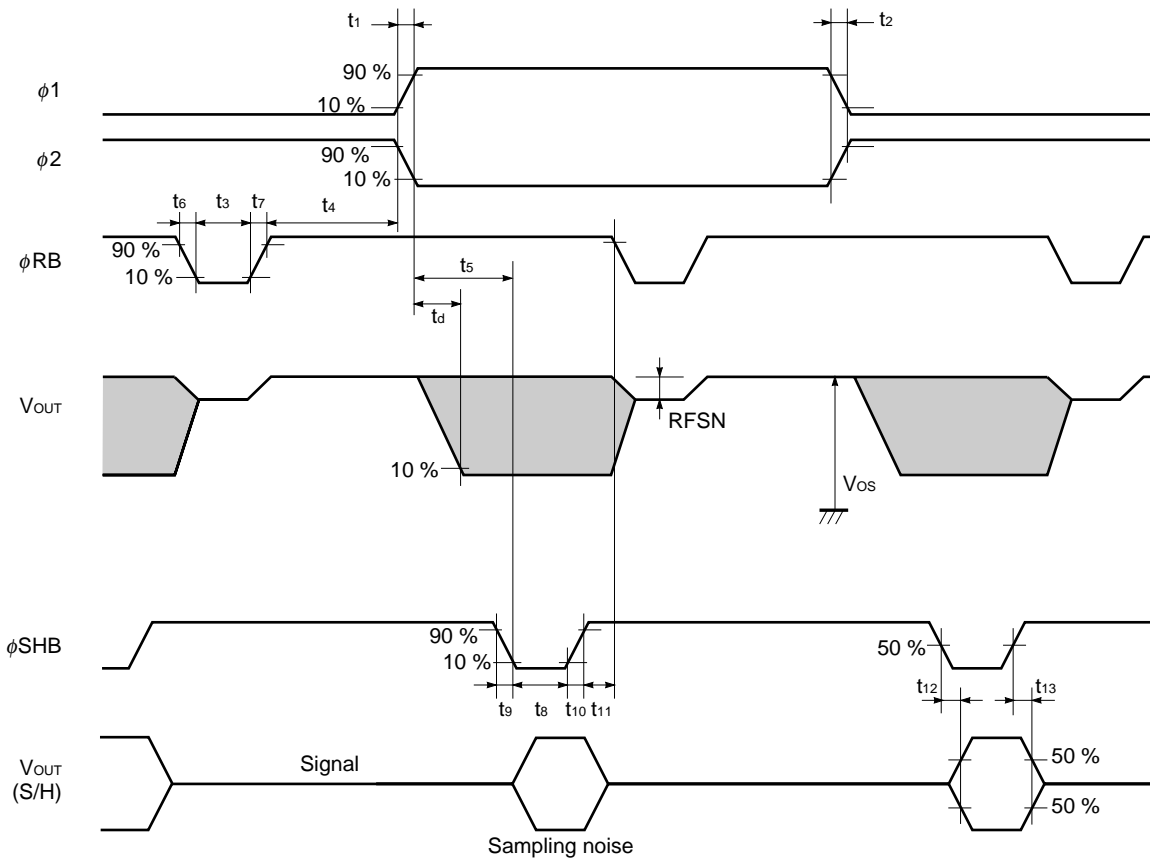 t1
t2
ϕ1
90 %
10 %
ϕ2
90 %
10 %
t6
t3
t7
t4
ϕRB
90 %
10 %
t5
td
VOUT
RFSN
10 %
VOS
ϕSHB
90 %
10 %
50 %
t9
t8
t10
t11
t12
t13
VOUT
(S/H)
Signal
50 %
50 %
Sampling noise